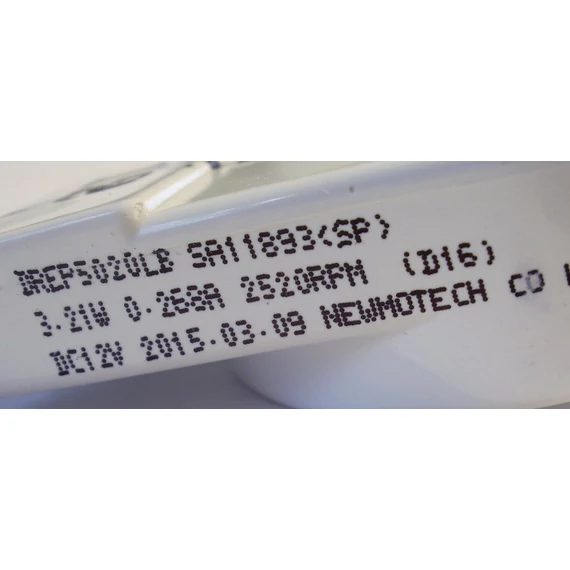 DREP5020LB SA11893(SP)
3.21W 0.268A 2520RPM (D16)
DC12V 2015.03.09 NEWMOTECH CO